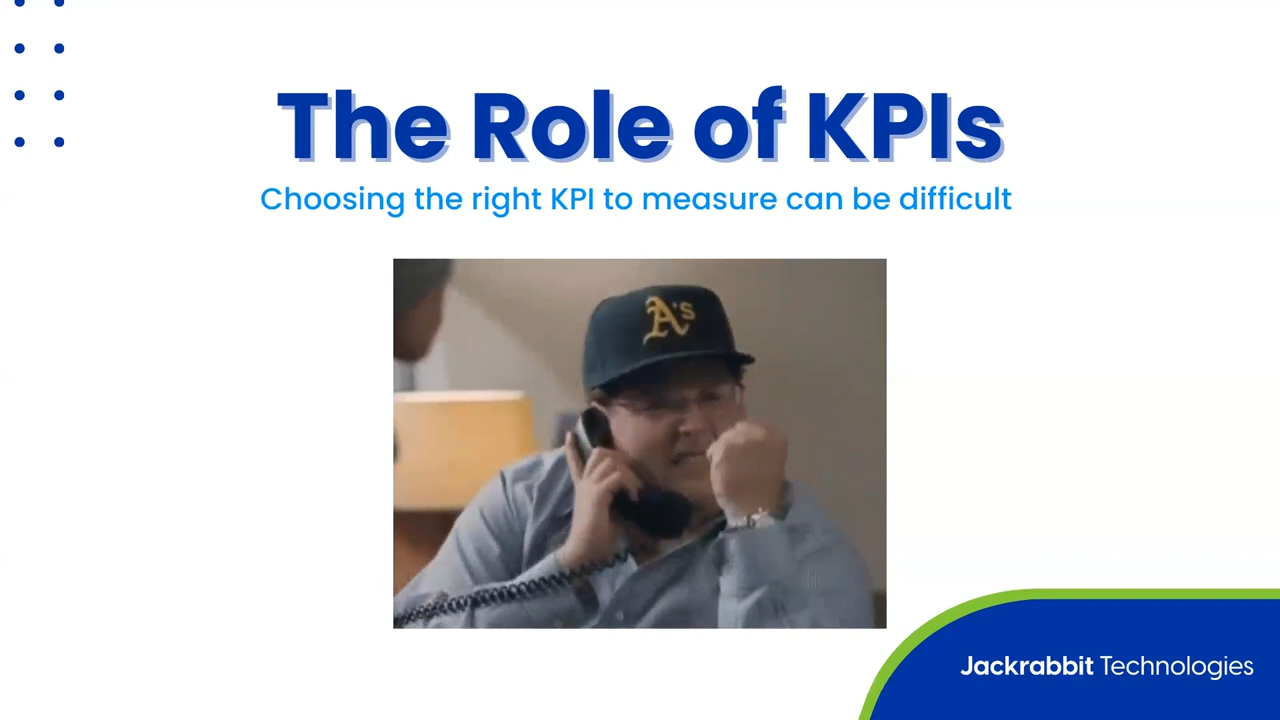 The Role of KPIs
Choosing the right KPI to measure can be difficult
A's
Jackrabbit Technologies